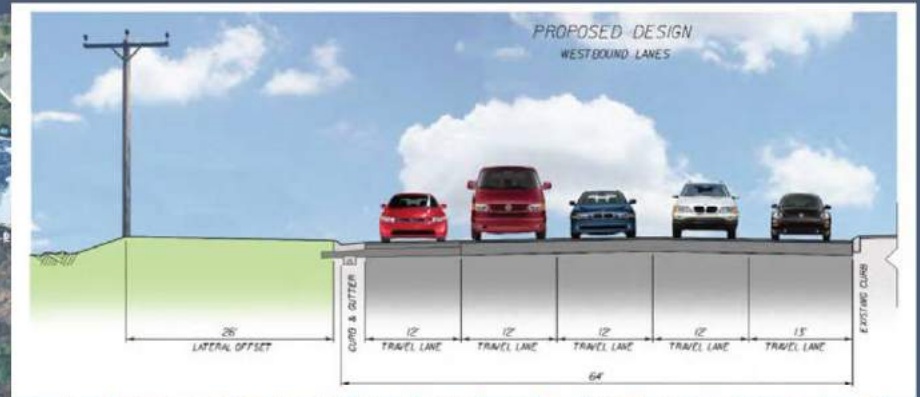 PROPOSED DESIGN
WESTBOUND LANES
26'
LATERAL OFFSET
CURB & GUTTER
12'
TRAVEL LANE
12'
TRAVEL LANE
12'
TRAVEL LANE
12'
TRAVEL LANE
13'
TRAVEL LANE
EXISTING CURB
64'